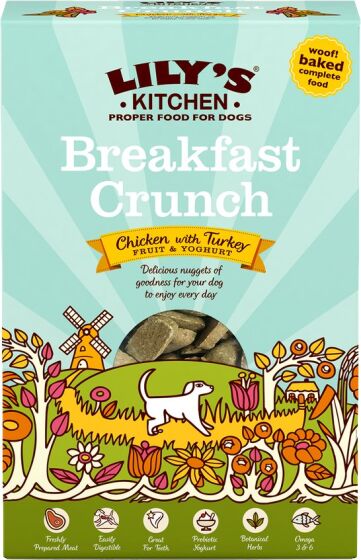 Breakfast
LILY'S
• KITCHEN •
PROPER FOOD FOR DOGS
woof!
baked
complete
food
Breakfast
Crunch
Chicken with Turkey
FRUIT & YOGHURT
Delicious nuggets of
goodness for your dog
to enjoy every day
Freshly
Prepared Meat
Easily
Digestible
Great
For Teeth
Prebiotic
Yoghurt
Botanical
Herbs
Omega
3 & 6